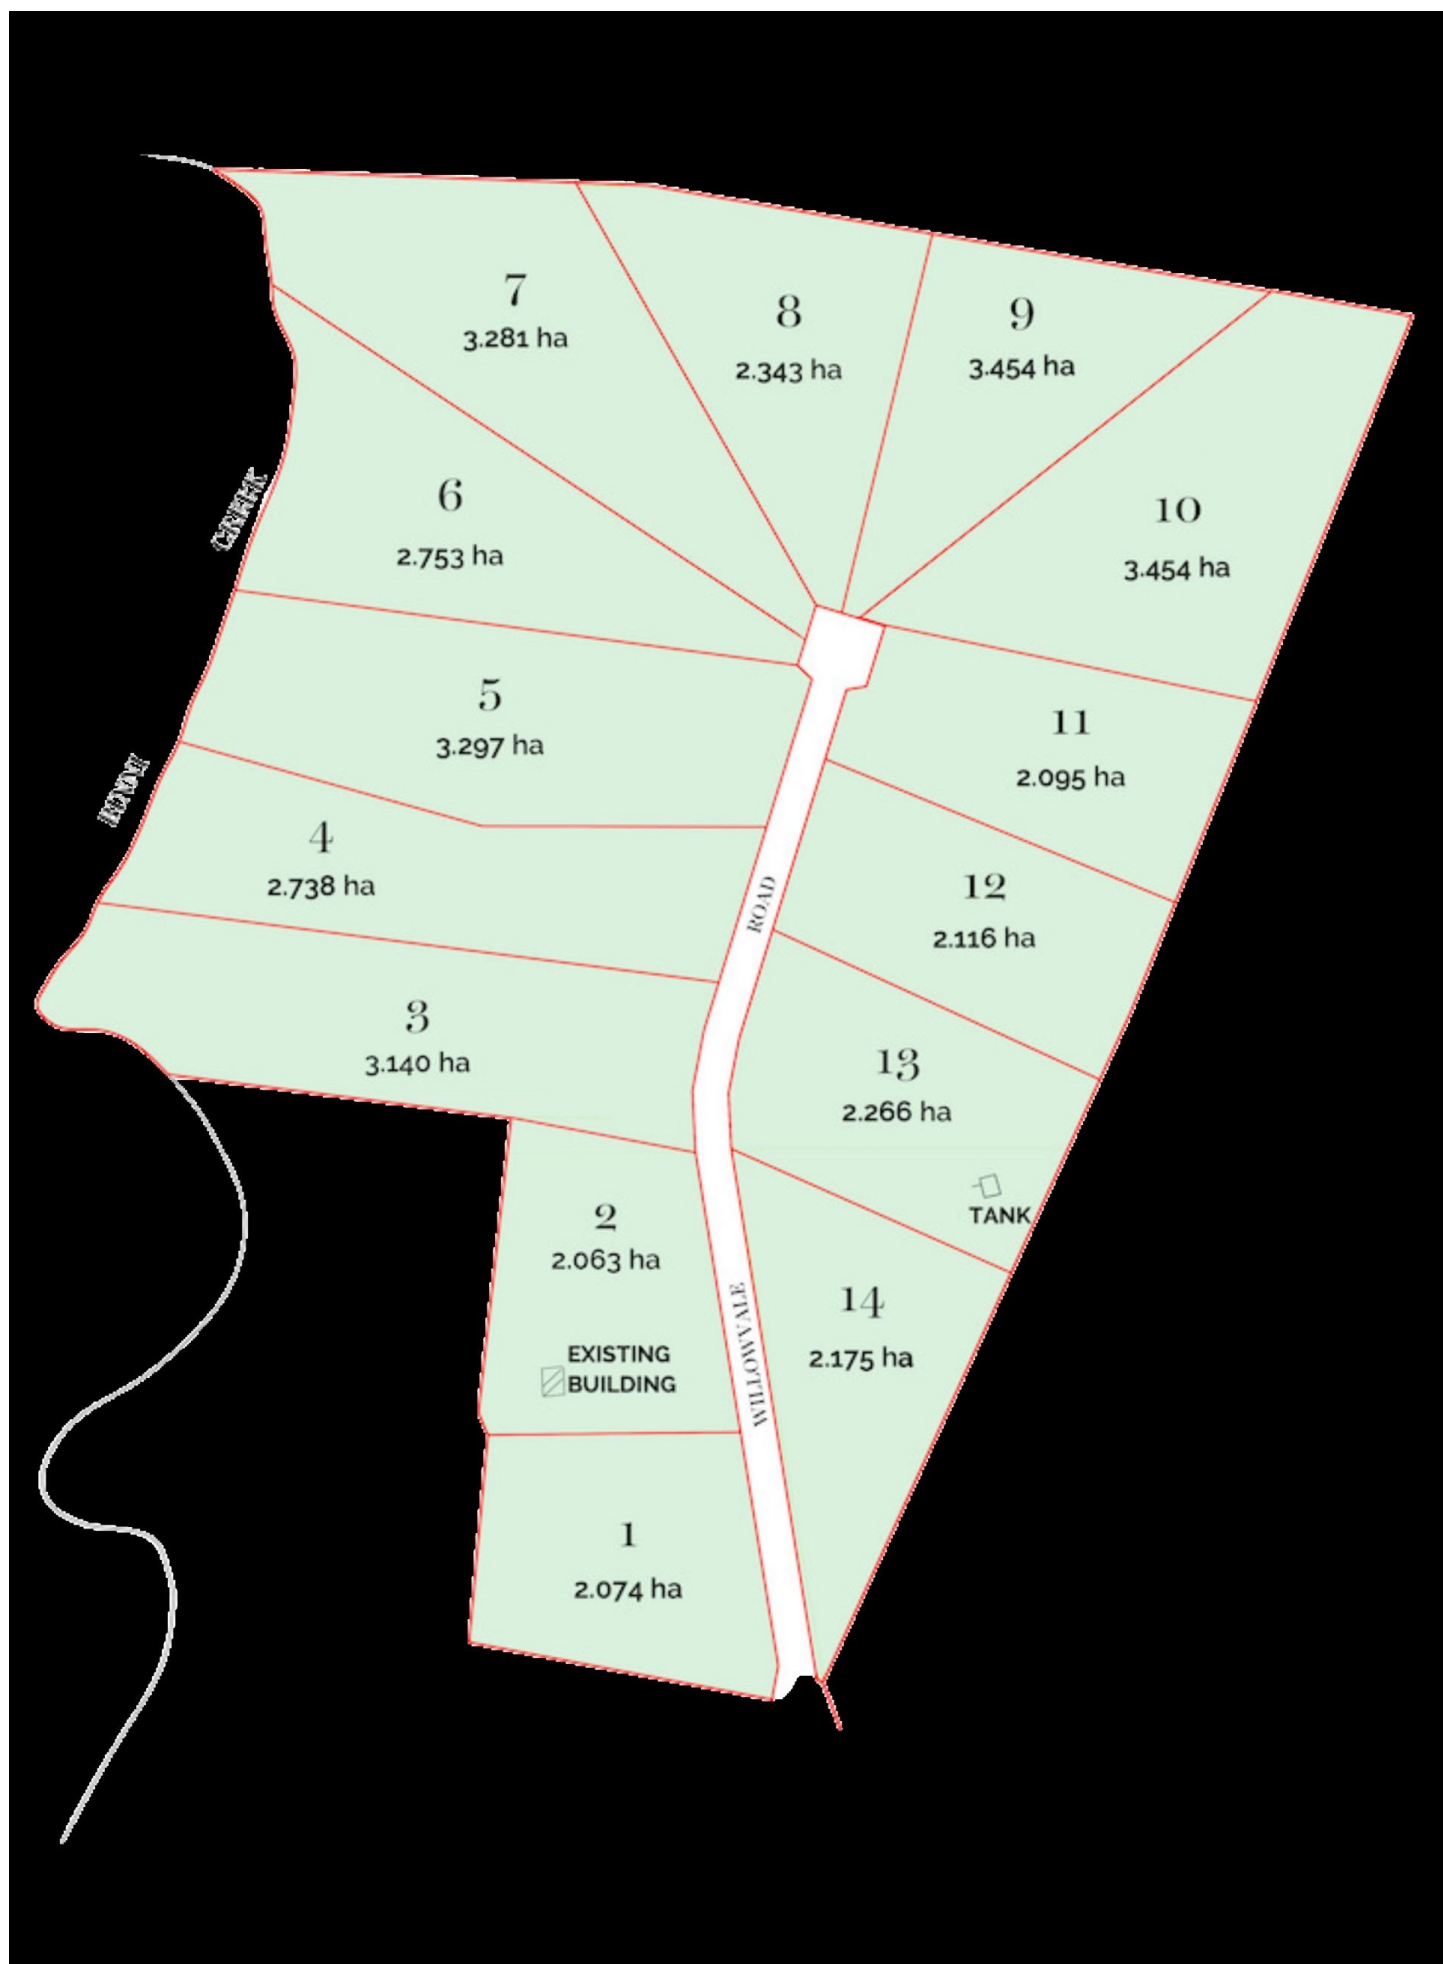 7
3.281 ha
8
2.343 ha
9
3.454 ha
6
2.753 ha
CREEK
10
3.454 ha
5
3.297 ha
11
2.095 ha
4
2.738 ha
12
2.116 ha
ROAD
3
3.140 ha
13
2.266 ha
TANK
2
2.063 ha
EXISTING
BUILDING
14
2.175 ha
WILLOWVALE
1
2.074 ha